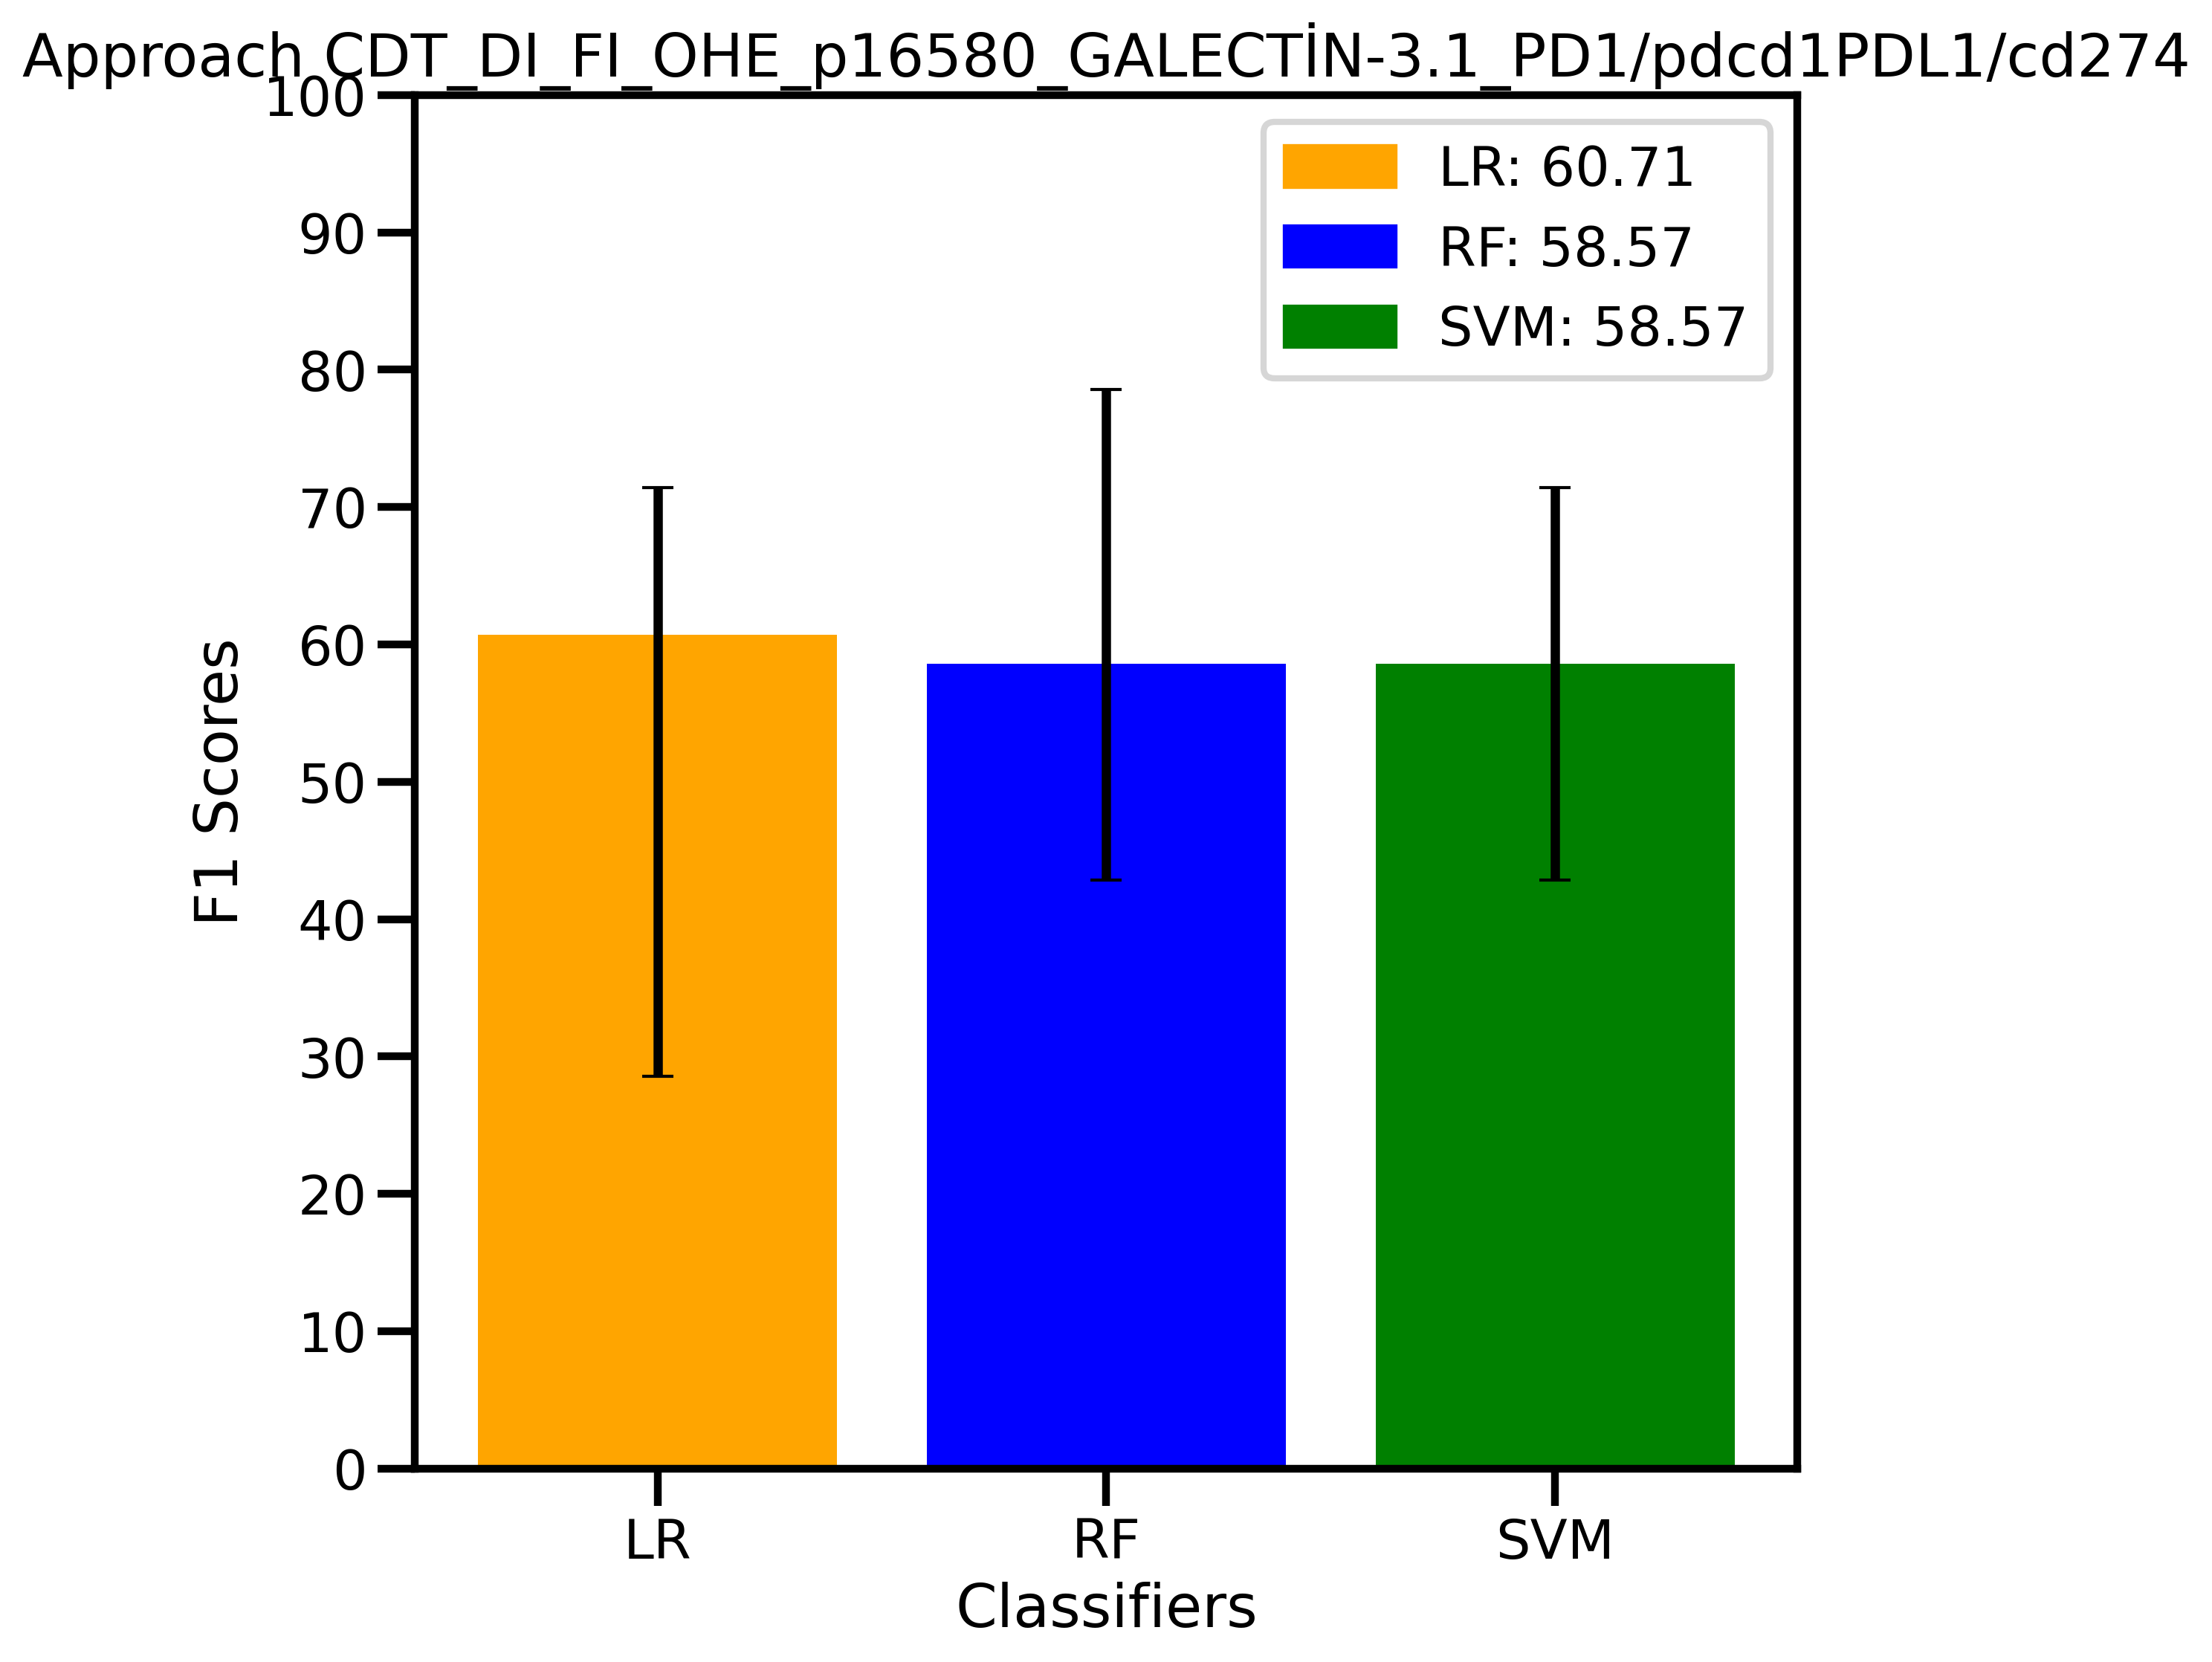 Approach CDT_DI_FI_OHE_p16580_GALECTİN-3.1_PD1/pdcd1PDL1/cd274
100
90
80
70
60
50
40
30
20
10
0
F1 Scores
LR: 60.71
RF: 58.57
SVM: 58.57
LR
RF
SVM
Classifiers